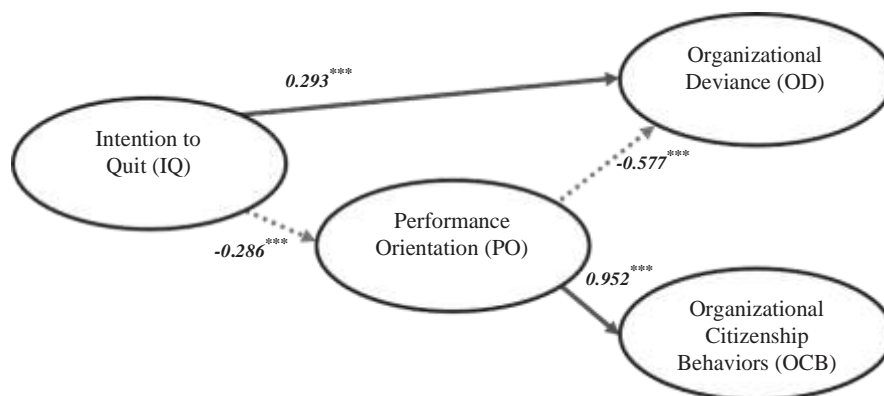 Organizational
Deviance (OD)
0.293***
Intention to
Quit (IQ)
-0.577***
Performance
Orientation (PO)
-0.286***
0.952***
Organizational
Citizenship
Behaviors (OCB)